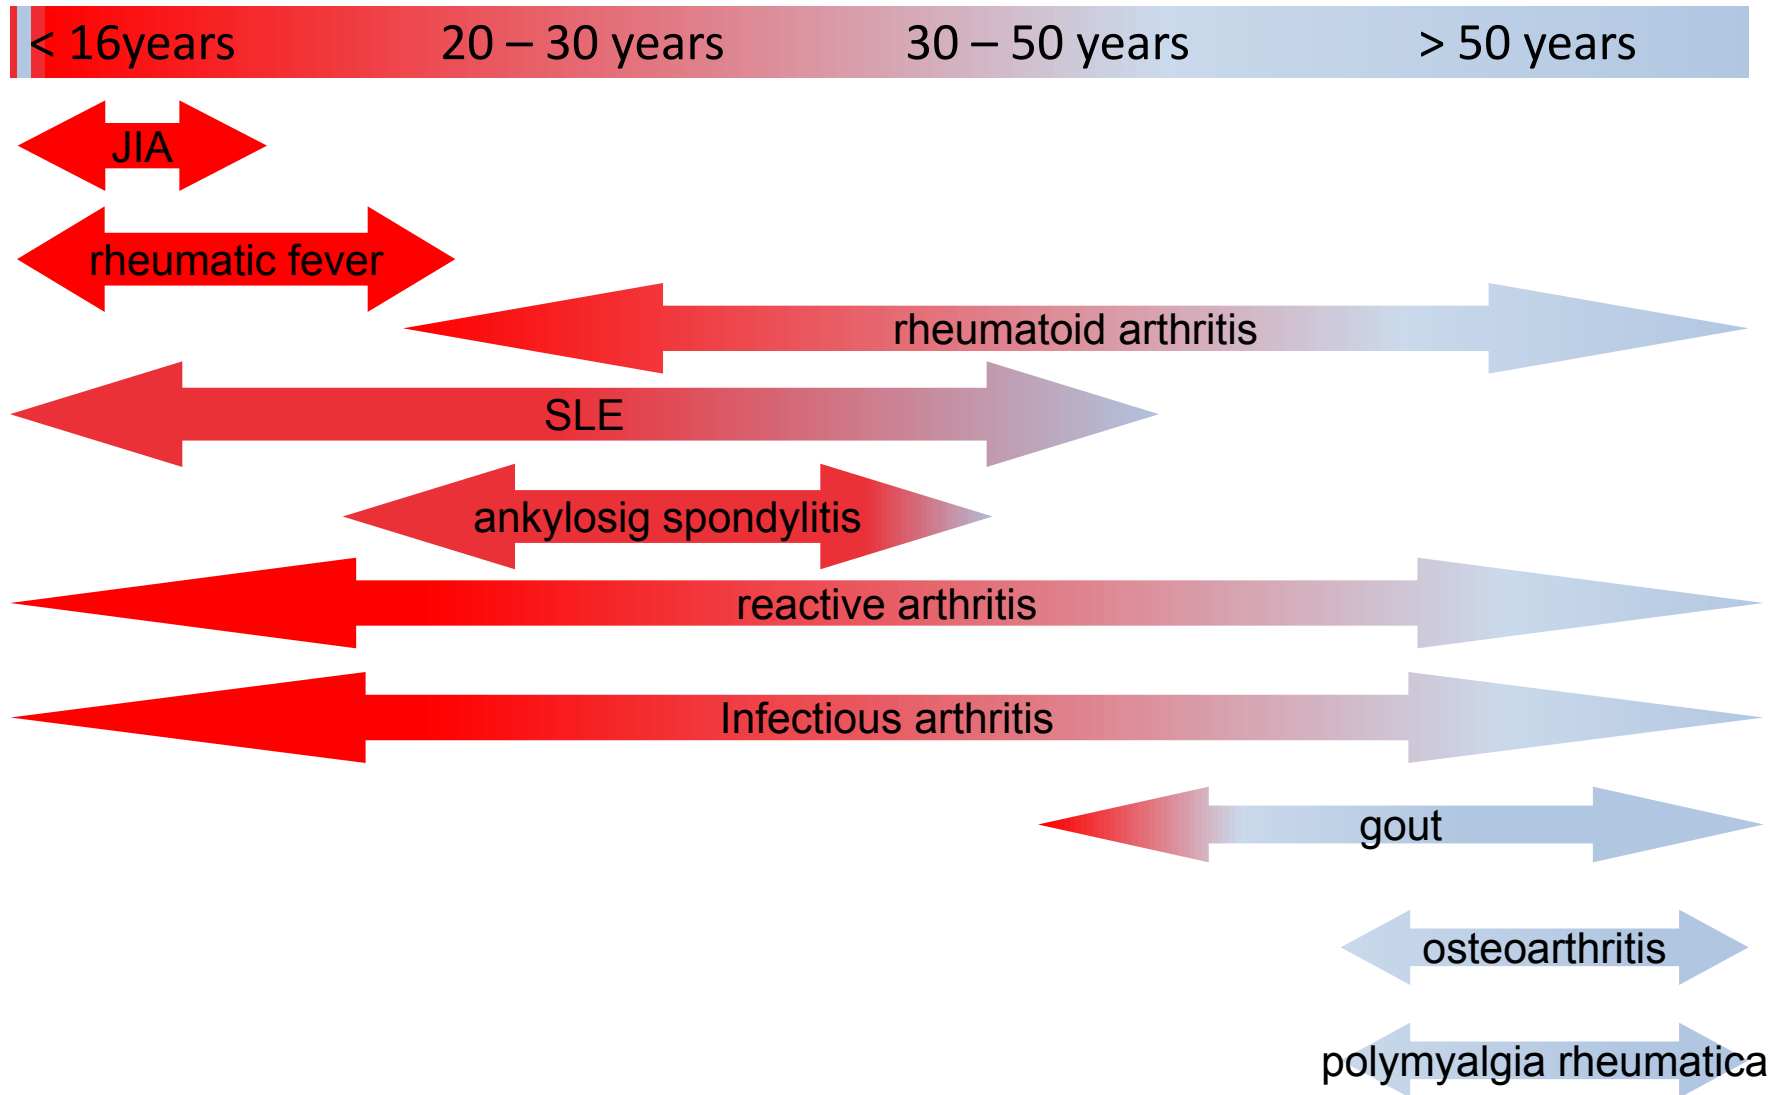 < 16years 20 – 30 years 30 – 50 years > 50 years
JIA
rheumatic fever
rheumatoid arthritis
SLE
ankylosig spondylitis
reactive arthritis
Infectious arthritis
gout
osteoarthritis
polymyalgia rheumatica